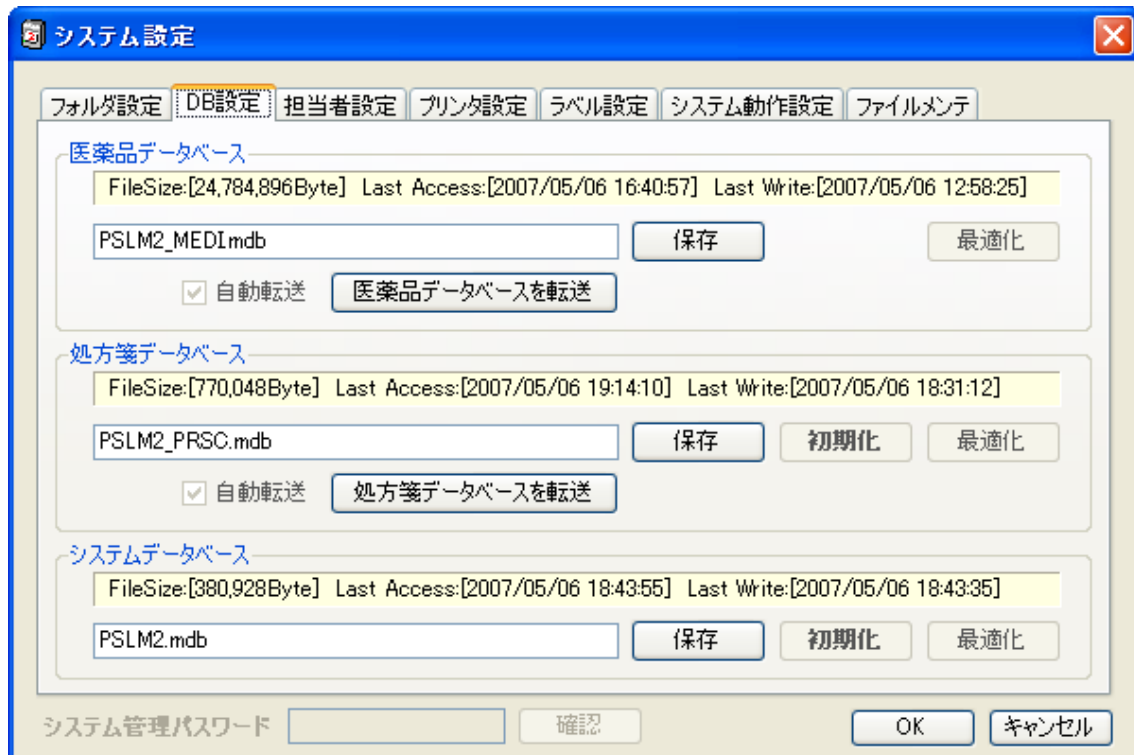 システム設定
フォルダ設定 DB設定 担当者設定 プリンタ設定 ラベル設定 システム動作設定 ファイルメンテ
医薬品データベース
FileSize:[24,784,896Byte] Last Access:[2007/05/06 16:40:57] Last Write:[2007/05/06 12:58:25]
PSLM2_MEDI.mdb 保存 最適化
自動転送 医薬品データベースを転送
処方箋データベース
FileSize:[770,048Byte] Last Access:[2007/05/06 19:14:10] Last Write:[2007/05/06 18:31:12]
PSLM2_PRSC.mdb 保存 初期化 最適化
自動転送 処方箋データベースを転送
システムデータベース
FileSize:[380,928Byte] Last Access:[2007/05/06 18:43:55] Last Write:[2007/05/06 18:43:35]
PSLM2.mdb 保存 初期化 最適化
システム管理パスワード 確認 OK キャンセル